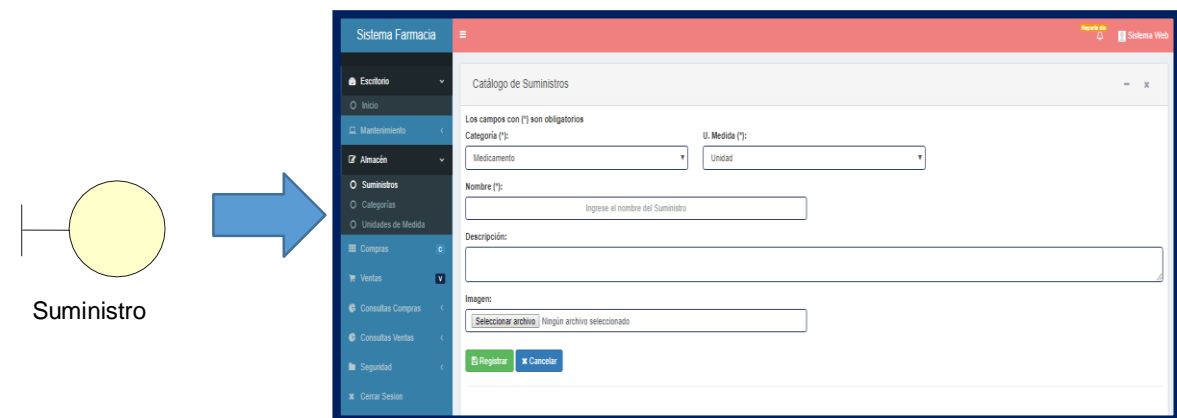 Suministro
Sistema Farmacia
Reporte día
Sistema Web
Escritorio
Inicio
Mantenimiento
Almacén
Suministros
Categorías
Unidades de Medida
Compras C
Ventas V
Consultas Compras
Consultas Ventas
Seguridad
Cerrar Sesion
Catálogo de Suministros
Los campos con (*) son obligatorios
Categoría (*): U. Medida (*):
Medicamento Unidad
Nombre (*):
Ingrese el nombre del Suministro
Descripción:
Imagen:
Seleccionar archivo Ningún archivo seleccionado
Registrar x Cancelar